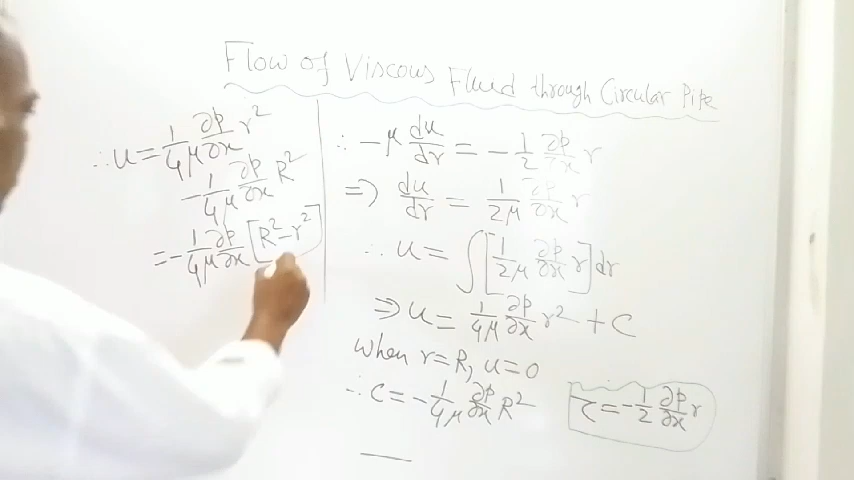 Flow of Viscous Fluid through Circular Pipe
∴ u = 1/4μ ∂p/∂x r²
- 1/4μ ∂p/∂x R²
= - 1/4μ ∂p/∂x [R² - r²]
∴ -μ du/dr = - 1/2 ∂p/∂x r
⇒ du/dr = 1/2μ ∂p/∂x r
∴ u = ∫ [1/2μ ∂p/∂x r] dr
⇒ u = 1/4μ ∂p/∂x r² + C
when r = R, u = 0
∴ C = - 1/4μ ∂p/∂x R²
τ = - 1/2 ∂p/∂x r